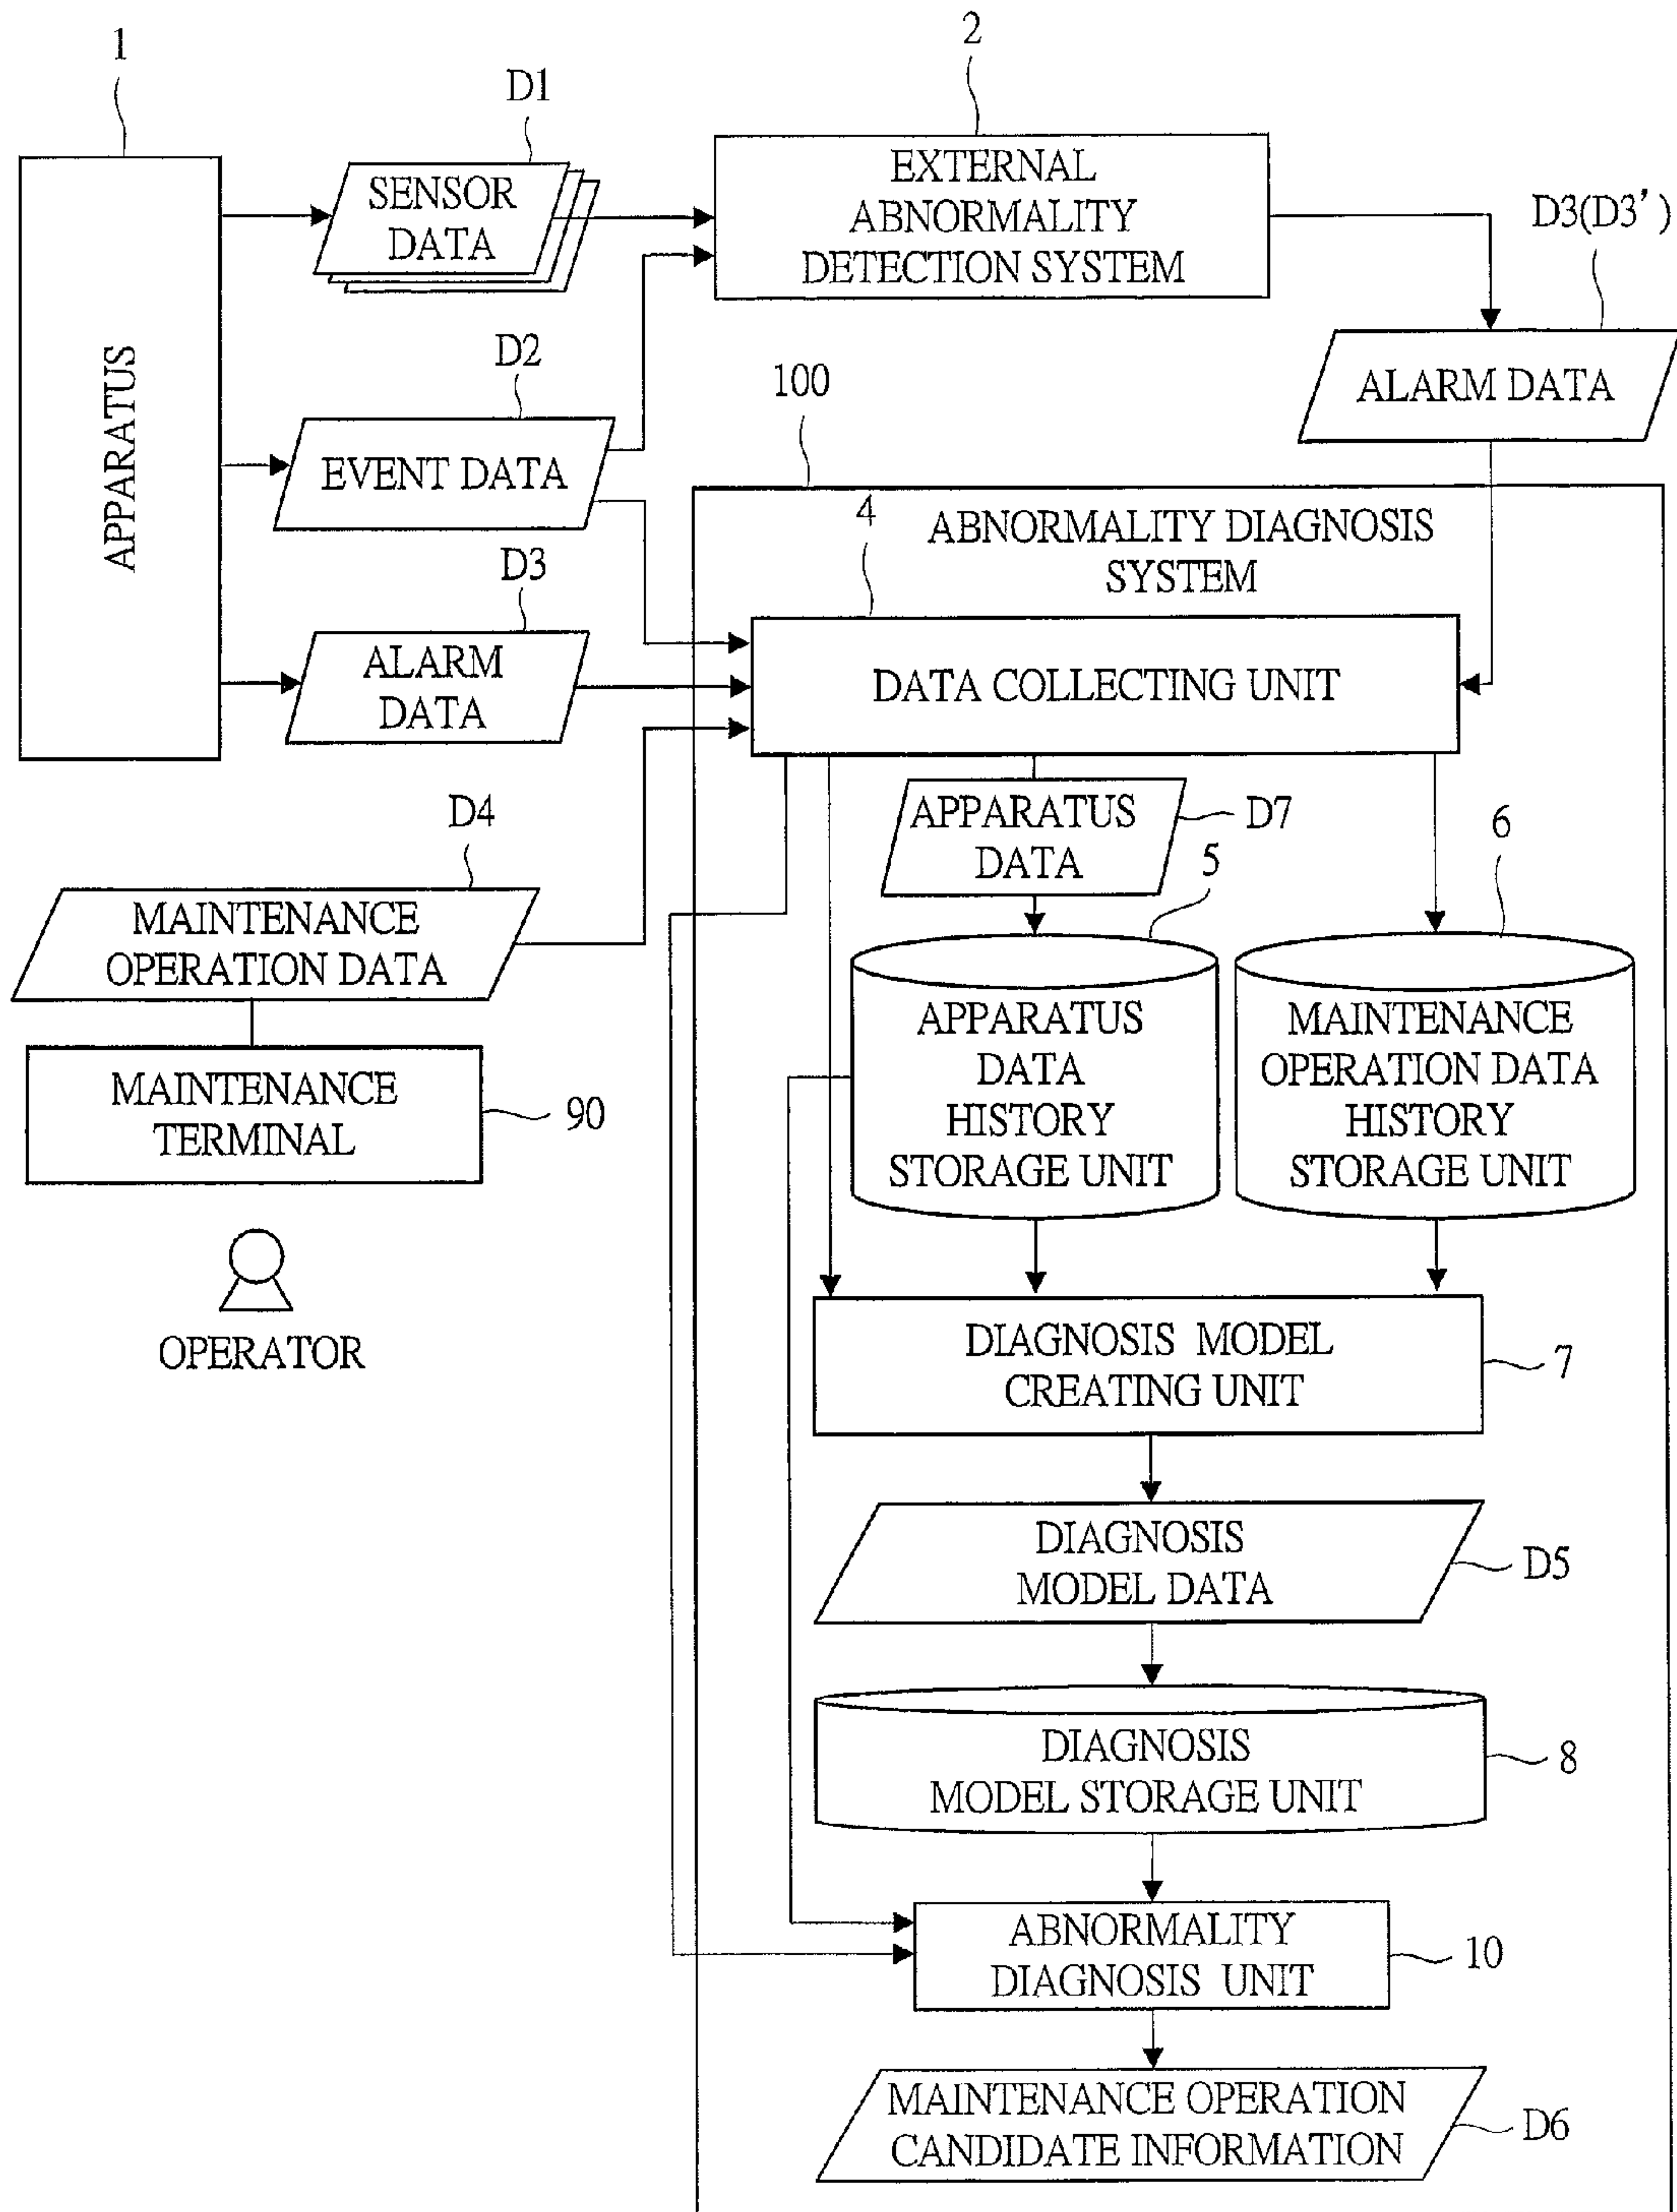 1
2
D1
SENSOR
DATA
EXTERNAL
ABNORMALITY
DETECTION SYSTEM
D3(D3')
ALARM DATA
APPARATUS
D2
EVENT DATA
100
4
ABNORMALITY DIAGNOSIS
SYSTEM
D3
ALARM
DATA
DATA COLLECTING UNIT
D4
MAINTENANCE
OPERATION DATA
MAINTENANCE
TERMINAL
90
OPERATOR
APPARATUS
DATA
D7
5
6
APPARATUS
DATA
HISTORY
STORAGE UNIT
MAINTENANCE
OPERATION DATA
HISTORY
STORAGE UNIT
DIAGNOSIS MODEL
CREATING UNIT
7
DIAGNOSIS
MODEL DATA
D5
DIAGNOSIS
MODEL STORAGE UNIT
8
ABNORMALITY
DIAGNOSIS UNIT
10
MAINTENANCE OPERATION
CANDIDATE INFORMATION
D6